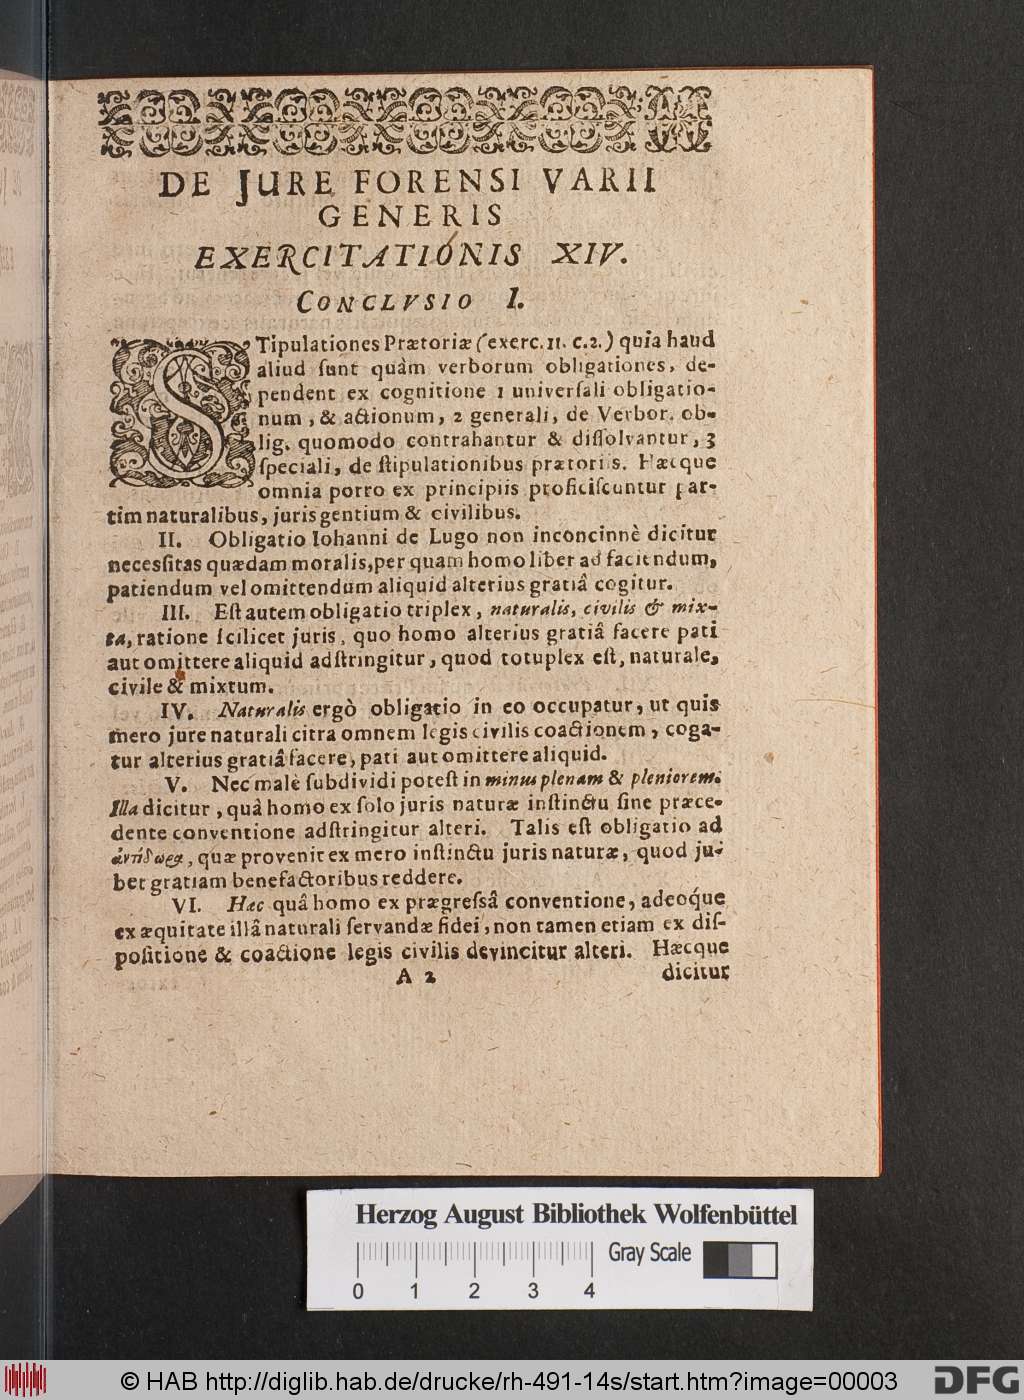 DE JURE FORENSI VARII
GENERIS
EXERCITATIONIS XIV.
CONCLVSIO I.
STipulationes Prætoriæ (exerc. 11. c. 2.) quia haud
aliud ſunt quàm verborum obligationes, de-
pendent ex cognitione 1 univerſali obligatio-
num, & actionum, 2 generali, de Verbor. ob-
lig. quomodo contrahantur & diſſolvantur, 3
ſpeciali, de ſtipulationibus prætoriis. Hæcque
omnia porro ex principiis proficiſcuntur par-
tim naturalibus, juris gentium & civilibus.
II. Obligatio Iohanni de Lugo non inconcinnè dicitur
neceſſitas quædam moralis, per quam homo liber ad faciendum,
patiendum vel omittendum aliquid alterius gratiâ cogitur.
III. Eſt autem obligatio triplex, naturalis, civilis & mix-
ta, ratione ſcilicet juris, quo homo alterius gratiâ facere pati
aut omittere aliquid adſtringitur, quod totuplex eſt, naturale,
civile & mixtum.
IV. Naturalis ergò obligatio in eo occupatur, ut quis
mero jure naturali citra omnem legis civilis coactionem, coga-
tur alterius gratiâ facere, pati aut omittere aliquid.
V. Nec malè ſubdividi poteſt in minus plenam & pleniorem.
Illa dicitur, quâ homo ex ſolo juris naturæ inſtinctu ſine præce-
dente conventione adſtringitur alteri. Talis eſt obligatio ad
ἀντίδωρα, quæ provenit ex mero inſtinctu juris naturæ, quod ju-
bet gratiam benefactoribus reddere.
VI. Hæc quâ homo ex prægreſsâ conventione, adeoq́ue
ex æquitate illâ naturali ſervandæ fidei, non tamen etiam ex diſ-
poſitione & coactione legis civilis devincitur alteri. Hæcque
A 2 dicitur
Herzog August Bibliothek Wolfenbüttel
Gray Scale
0 1 2 3 4
© HAB http://diglib.hab.de/drucke/rh-491-14s/start.htm?image=00003
DFG